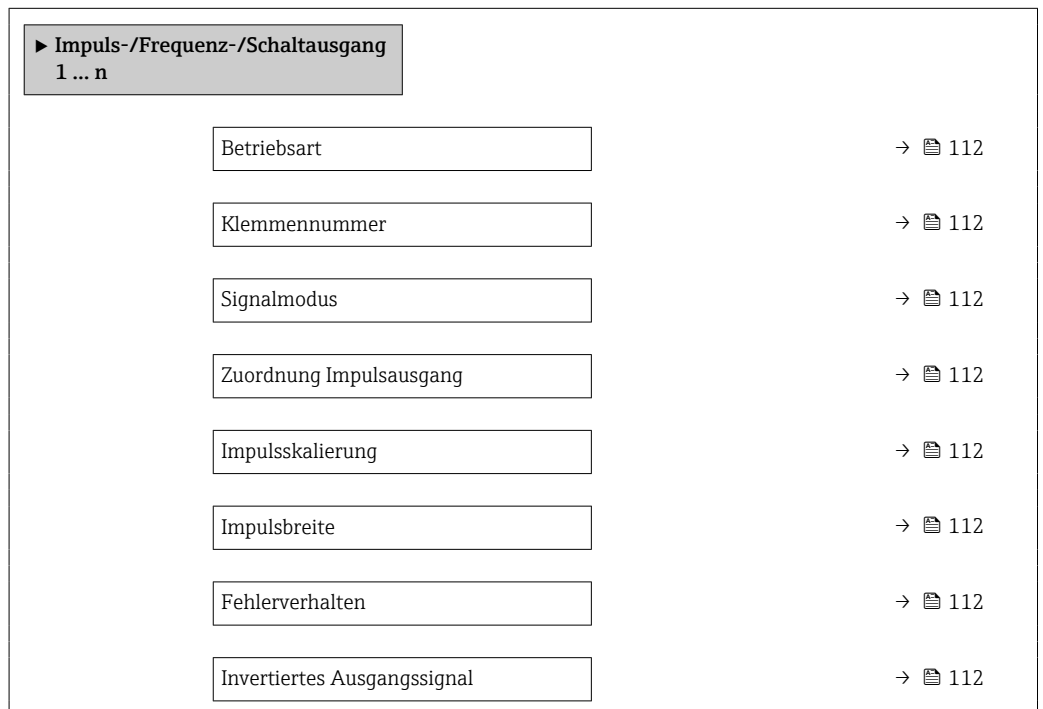 ▶ Impuls-/Frequenz-/Schaltausgang
1 … n
Betriebsart → 112
Klemmennummer → 112
Signalmodus → 112
Zuordnung Impulsausgang → 112
Impulsskalierung → 112
Impulsbreite → 112
Fehlerverhalten → 112
Invertiertes Ausgangssignal → 112